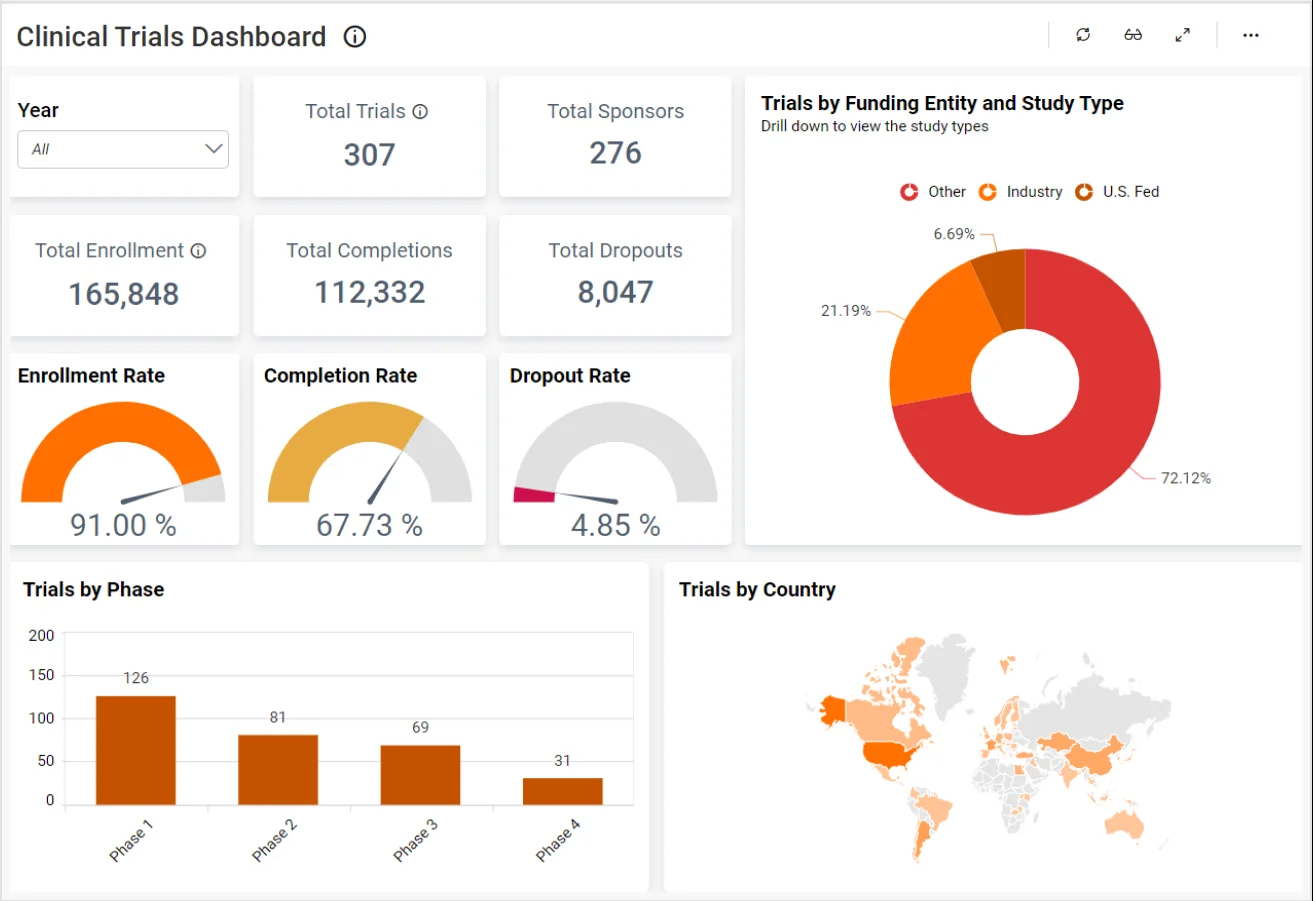 Clinical Trials Dashboard
Year
All
Total Trials
307
Total Sponsors
276
Total Enrollment
165,848
Total Completions
112,332
Total Dropouts
8,047
Enrollment Rate
91.00 %
Completion Rate
67.73 %
Dropout Rate
4.85 %
Trials by Funding Entity and Study Type
Drill down to view the study types
Other Industry U.S. Fed
6.69%
21.19%
72.12%
Trials by Phase
200
150
100
50
0
126
81
69
31
Phase 1
Phase 2
Phase 3
Phase 4
Trials by Country